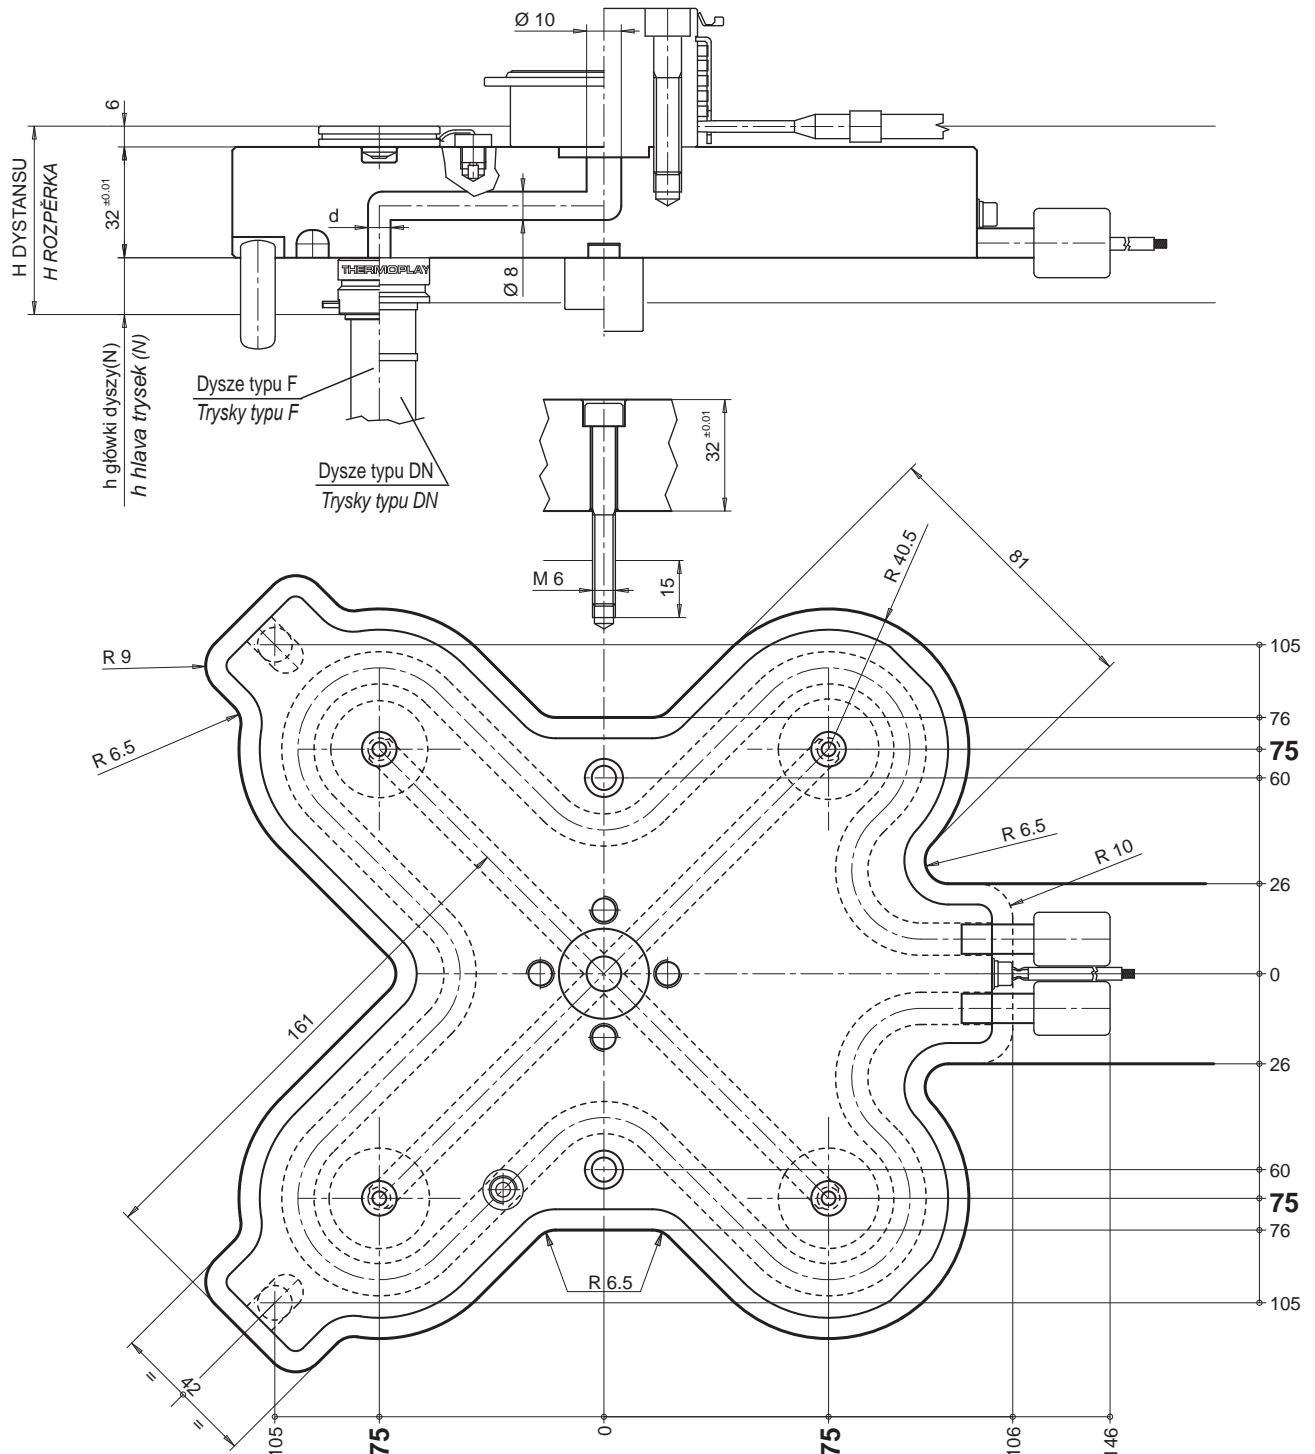 Ø 10
6
H DYSTANSU
H ROZPĚRKA
32 ±0.01
d
THERMOPLAY
Ø 8
h główki dyszy(N)
h hlava trysek (N)
Dysze typu F
Trysky typu F
Dysze typu DN
Trysky typu DN
32 ±0.01
M 6
15
R 40.5
81
R 9
R 6.5
105
76
75
60
R 6.5
R 10
26
0
161
26
60
75
76
R 6.5
105
=
42
=
105
75
0
75
106
146